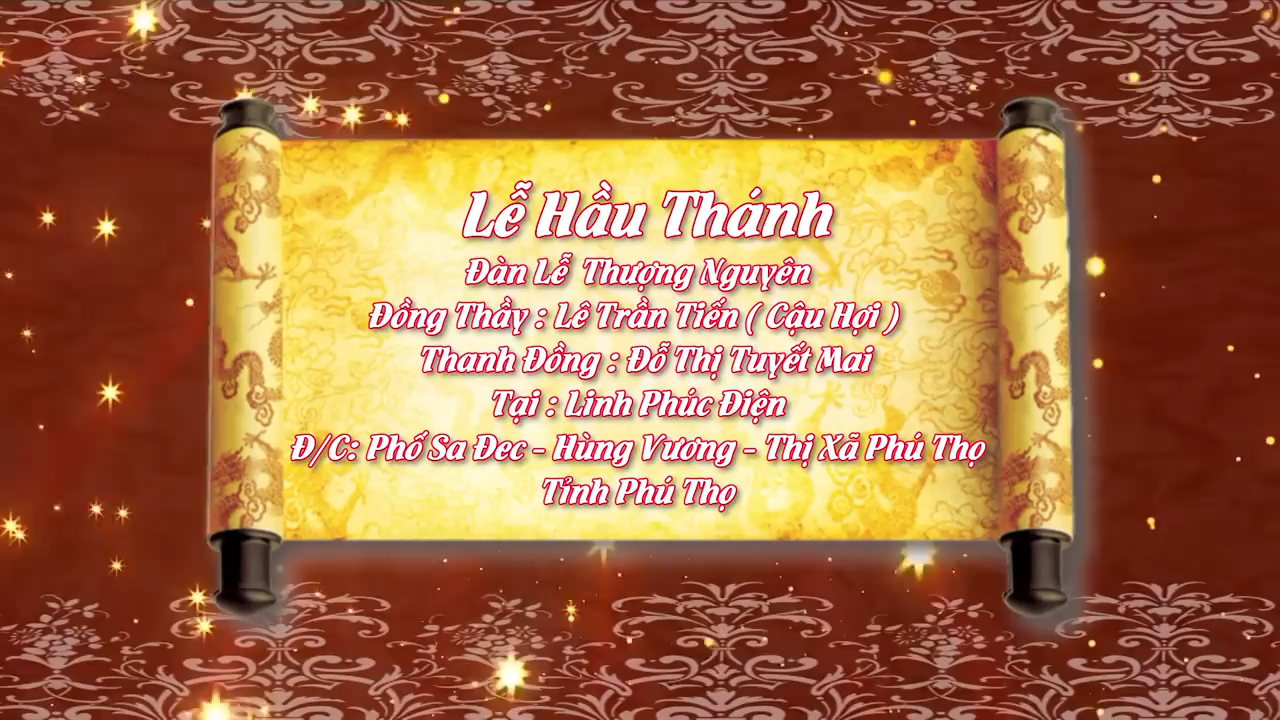 Lễ Hầu Thánh
Đàn Lễ Thượng Nguyên
Đồng Thầy : Lê Trần Tiến ( Cậu Hợi )
Thanh Đồng : Đỗ Thị Tuyết Mai
Tại : Linh Phúc Điện
Đ/C: Phố Sa Đec - Hùng Vương - Thị Xã Phú Thọ
Tỉnh Phú Thọ